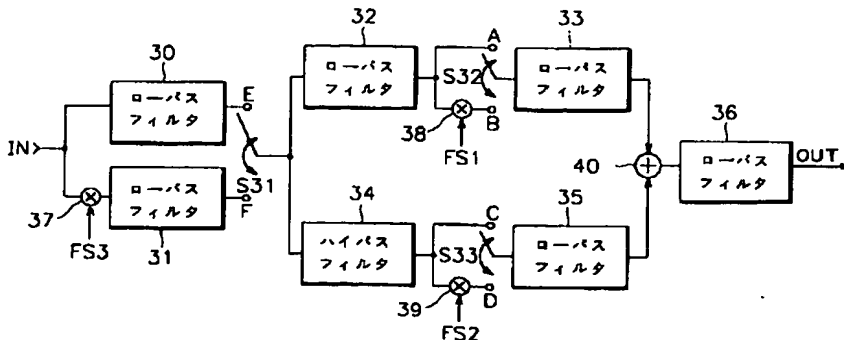 30
ローパス
フィルタ
E
IN
37
FS3
ローパス
フィルタ
31
F
S31
32
ローパス
フィルタ
A
S32
38
B
FS1
33
ローパス
フィルタ
34
ハイパス
フィルタ
C
S33
39
D
FS2
35
ローパス
フィルタ
40
36
ローパス
フィルタ
OUT